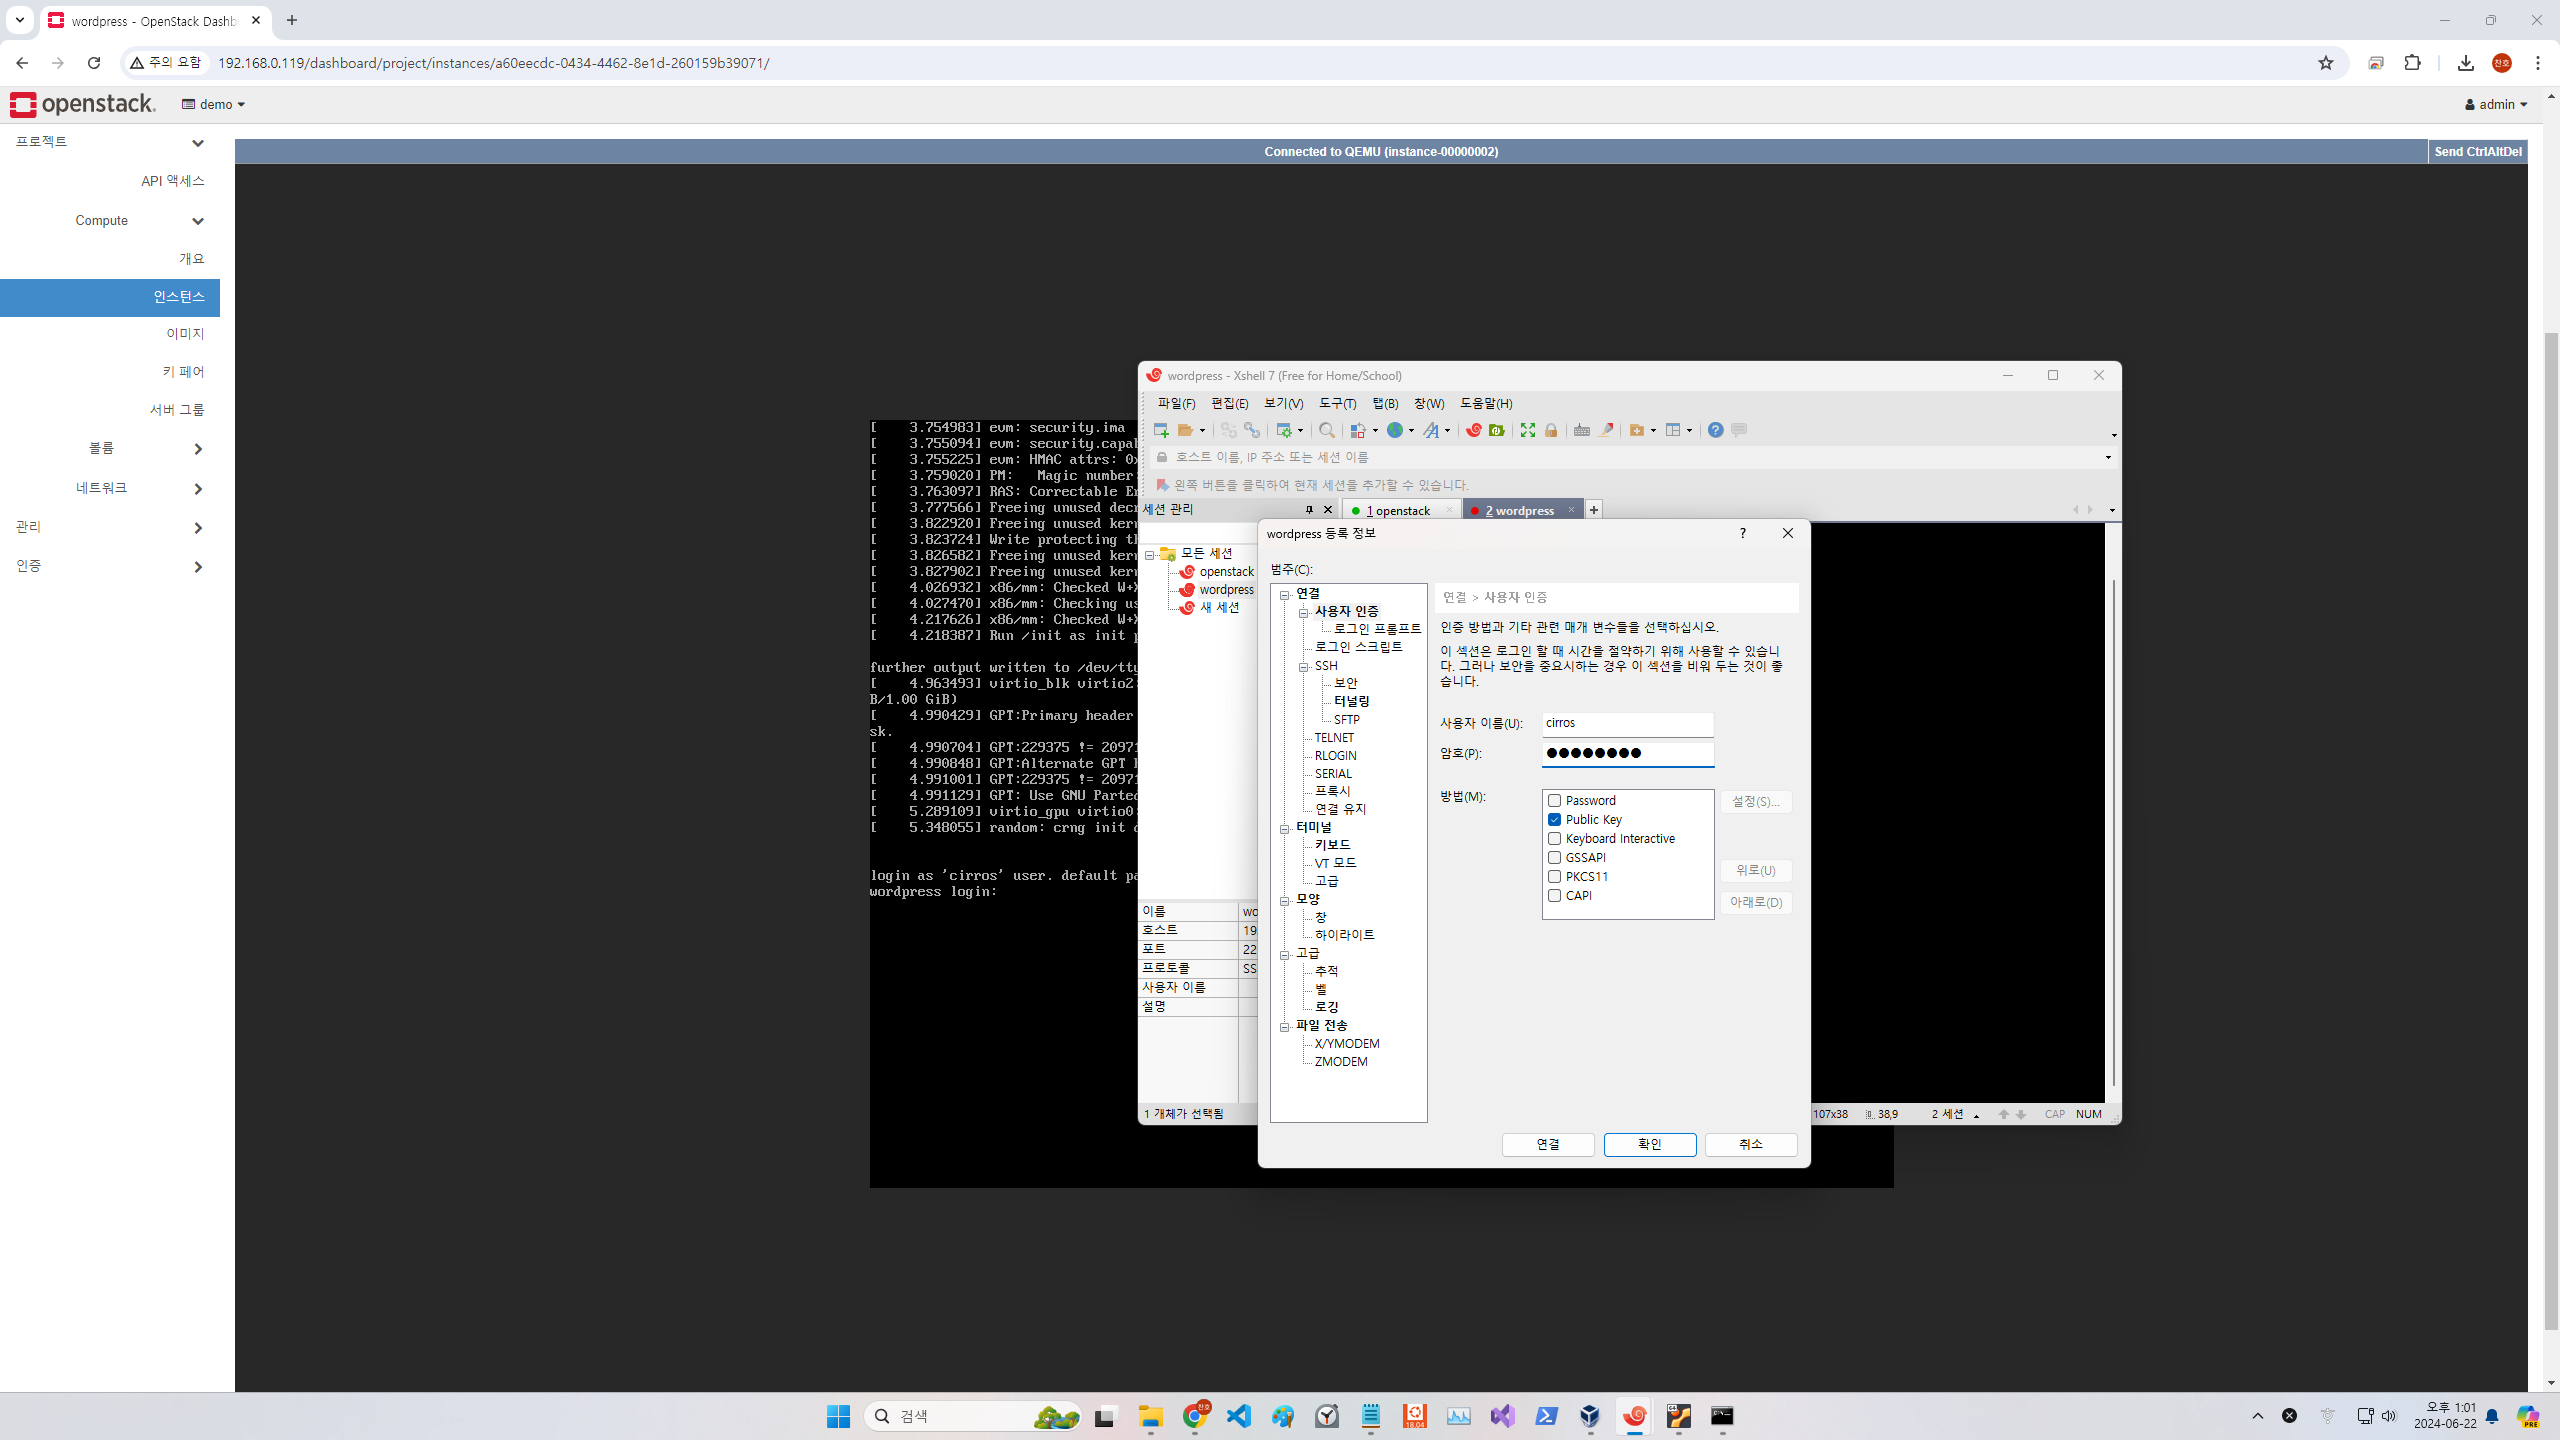 wordpress - OpenStack Dashb
주의 요함
192.168.0.119/dashboard/project/instances/a60eecdc-0434-4462-8e1d-260159b39071/
찬호
openstack.
demo
admin
프로젝트
API 액세스
Compute
개요
인스턴스
이미지
키 페어
서버 그룹
볼륨
네트워크
관리
인증
Connected to QEMU (instance-00000002)
Send CtrlAltDel
[    3.754983] evm: security.ima
[    3.755094] evm: security.capab
[    3.755225] evm: HMAC attrs: 0x
[    3.759020] PM:   Magic number:
[    3.763097] RAS: Correctable Er
[    3.777566] Freeing unused decr
[    3.822920] Freeing unused kern
[    3.823724] Write protecting th
[    3.826582] Freeing unused kern
[    3.827902] Freeing unused kern
[    4.026932] x86/mm: Checked W+X
[    4.027470] x86/mm: Checking us
[    4.217626] x86/mm: Checked W+X
[    4.218387] Run /init as init p
further output written to /dev/tty
[    4.963493] virtio_blk virtio2:
B/1.00 GiB)
[    4.990429] GPT:Primary header
sk.
[    4.990704] GPT:229375 != 20971
[    4.990848] GPT:Alternate GPT h
[    4.991001] GPT:229375 != 20971
[    4.991129] GPT: Use GNU Parted
[    5.289109] virtio_gpu virtio0:
[    5.348055] random: crng init d
login as 'cirros' user. default pa
wordpress login:
wordpress - Xshell 7 (Free for Home/School)
파일(F) 편집(E) 보기(V) 도구(T) 탭(B) 창(W) 도움말(H)
호스트 이름, IP 주소 또는 세션 이름
왼쪽 버튼을 클릭하여 현재 세션을 추가할 수 있습니다.
세션 관리
1 openstack
2 wordpress
모든 세션
openstack
wordpress
새 세션
이름 wo
호스트 19
포트 22
프로토콜 SS
사용자 이름
설명
1 개체가 선택됨
107x38
38,9
2 세션
CAP
NUM
wordpress 등록 정보
범주(C):
연결
사용자 인증
로그인 프롬프트
로그인 스크립트
SSH
보안
터널링
SFTP
TELNET
RLOGIN
SERIAL
프록시
연결 유지
터미널
키보드
VT 모드
고급
모양
창
하이라이트
고급
추적
벨
로깅
파일 전송
X/YMODEM
ZMODEM
연결 > 사용자 인증
인증 방법과 기타 관련 매개 변수들을 선택하십시오.
이 섹션은 로그인 할 때 시간을 절약하기 위해 사용할 수 있습니
다. 그러나 보안을 중요시하는 경우 이 섹션을 비워 두는 것이 좋
습니다.
사용자 이름(U): cirros
암호(P): ●●●●●●●●
방법(M):
Password
Public Key
Keyboard Interactive
GSSAPI
PKCS11
CAPI
설정(S)...
위로(U)
아래로(D)
연결
확인
취소
검색
찬호
18.04
오후 1:01
2024-06-22
PRE